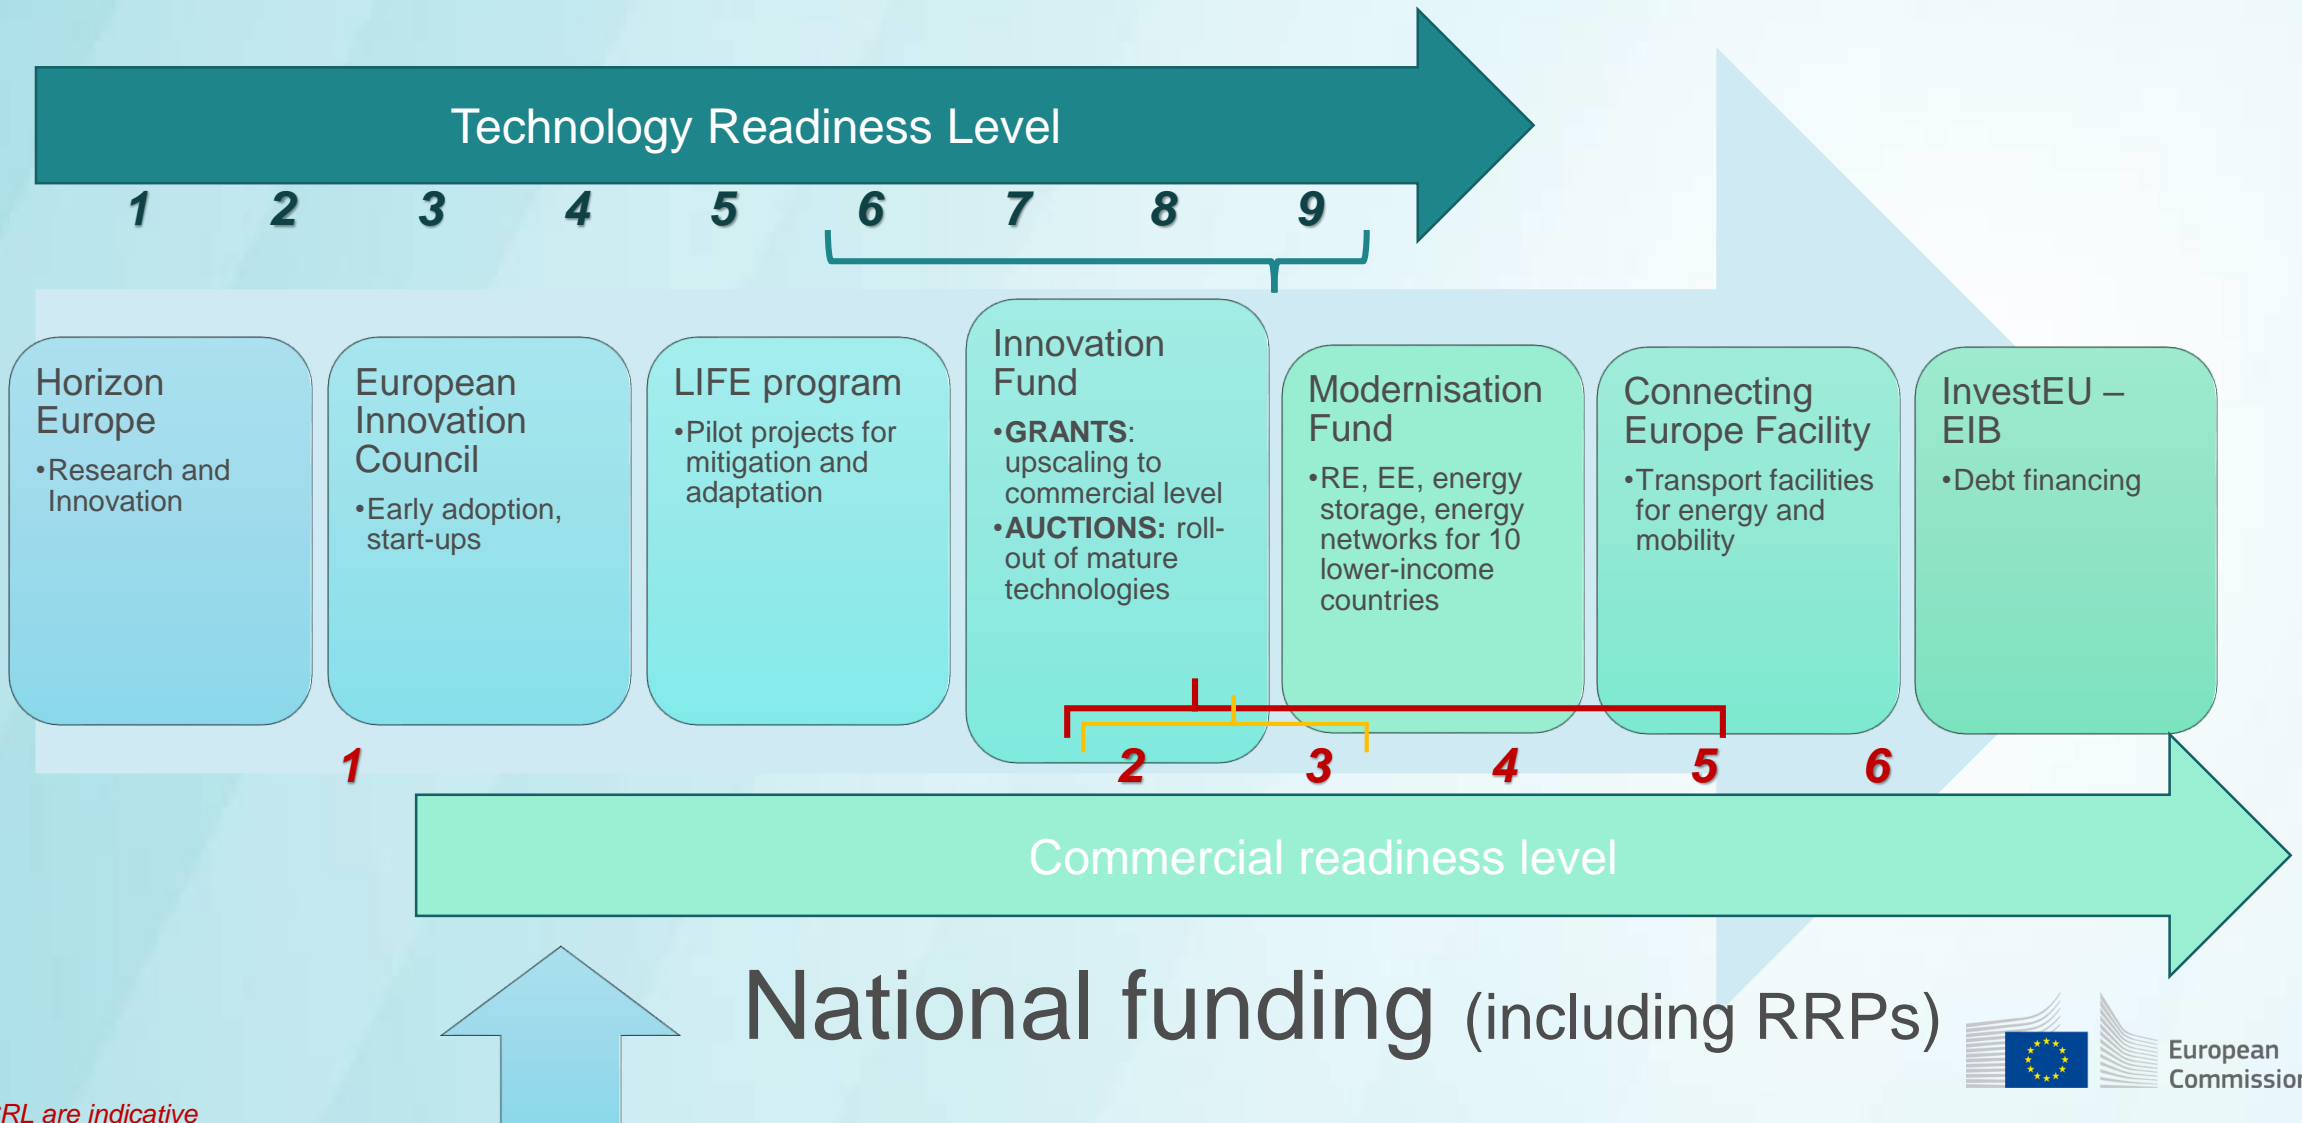 Technology Readiness Level
1 2 3 4 5 6 7 8 9
Horizon
Europe
•Research and
Innovation
European
Innovation
Council
•Early adoption,
start-ups
LIFE program
•Pilot projects for
mitigation and
adaptation
Innovation
Fund
•GRANTS:
upscaling to
commercial level
•AUCTIONS: roll-
out of mature
technologies
Modernisation
Fund
•RE, EE, energy
storage, energy
networks for 10
lower-income
countries
Connecting
Europe Facility
•Transport facilities
for energy and
mobility
InvestEU –
EIB
•Debt financing
1 2 3 4 5 6
Commercial readiness level
National funding (including RRPs)
European
Commission
are indicative